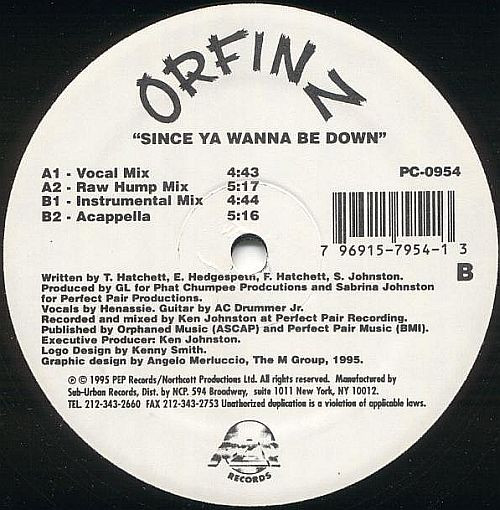 ORFINZ
"SINCE YA WANNA BE DOWN"
A1 - Vocal Mix 4:43
A2 - Raw Hump Mix 5:17
B1 - Instrumental Mix 4:44
B2 - Acappella 5:16
PC-0954
7 96915-7954-1 3
B
Written by T. Hatchett, E. Hedgespeth, F. Hatchett, S. Johnston.
Produced by GL for Phat Chumpee Prodcutions and Sabrina Johnston
for Perfect Pair Productions.
Vocals by Henassie. Guitar by AC Drummer Jr.
Recorded and mixed by Ken Johnston at Perfect Pair Recording.
Published by Orphaned Music (ASCAP) and Perfect Pair Music (BMI).
Executive Producer: Ken Johnston.
Logo Design by Kenny Smith.
Graphic design by Angelo Merluccio, The M Group, 1995.
℗ © 1995 PEP Records/Northcott Productions Ltd. All rights reserved. Manufactured by
Sub-Urban Records, Dist. by NCP. 594 Broadway, suite 1011 New York, NY 10012.
TEL. 212-343-2660 FAX 212-343-2753 Unathorized duplication is a violation of applicable laws.
RECORDS